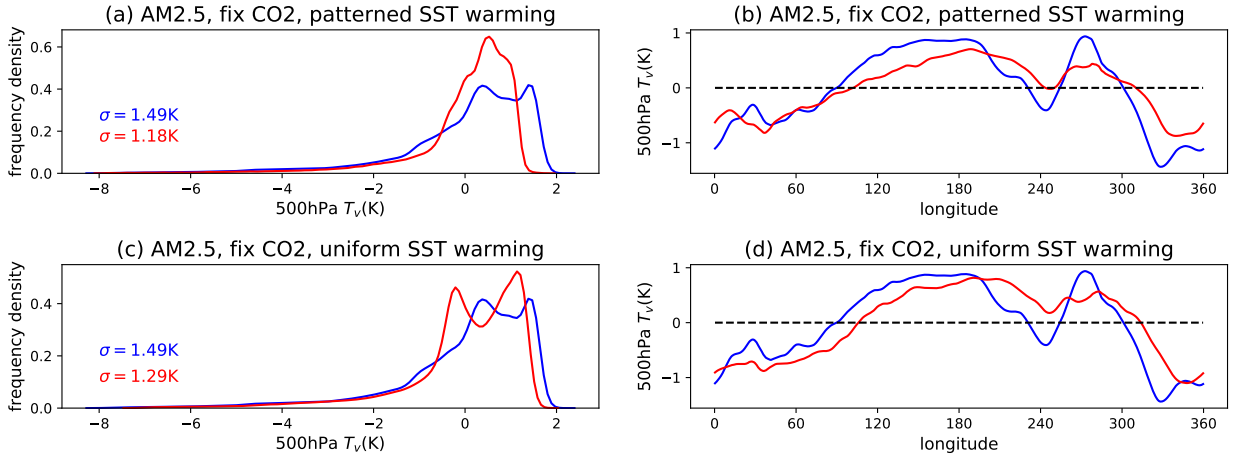 (a) AM2.5, fix CO2, patterned SST warming
frequency density
0.6
0.4
0.2
0.0
σ = 1.49K
σ = 1.18K
−8 −6 −4 −2 0 2
500hPa Tᵥ(K)
(b) AM2.5, fix CO2, patterned SST warming
500hPa Tᵥ(K)
1
0
−1
0 60 120 180 240 300 360
longitude
(c) AM2.5, fix CO2, uniform SST warming
frequency density
0.4
0.2
0.0
σ = 1.49K
σ = 1.29K
−8 −6 −4 −2 0 2
500hPa Tᵥ(K)
(d) AM2.5, fix CO2, uniform SST warming
500hPa Tᵥ(K)
1
0
−1
0 60 120 180 240 300 360
longitude